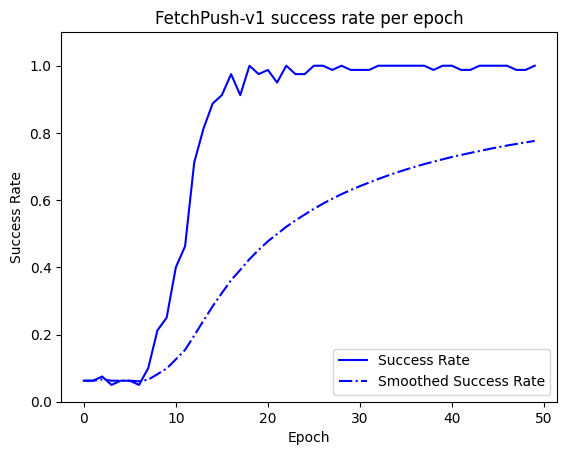 FetchPush-v1 success rate per epoch
1.0
0.8
0.6
0.4
0.2
0.0
Success Rate
Success Rate
Smoothed Success Rate
0
10
20
30
40
50
Epoch